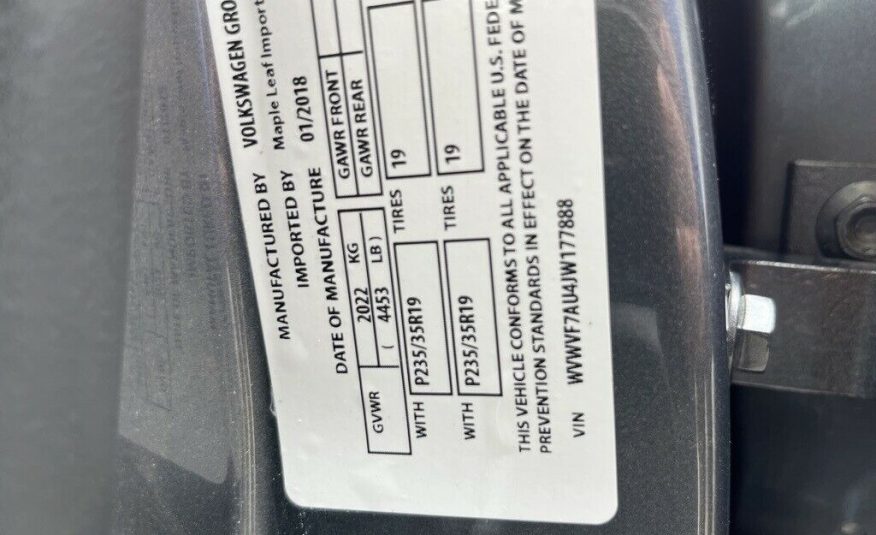 MANUFACTURED BY VOLKSWAGEN GRO
IMPORTED BY Maple Leaf Import
DATE OF MANUFACTURE 01/2018
GVWR 2022 KG GAWR FRONT
( 4453 LB ) GAWR REAR
WITH P235/35R19 TIRES 19
WITH P235/35R19 TIRES 19
THIS VEHICLE CONFORMS TO ALL APPLICABLE U.S. FEDE
PREVENTION STANDARDS IN EFFECT ON THE DATE OF M
VIN WVWVF7AU4JW177888